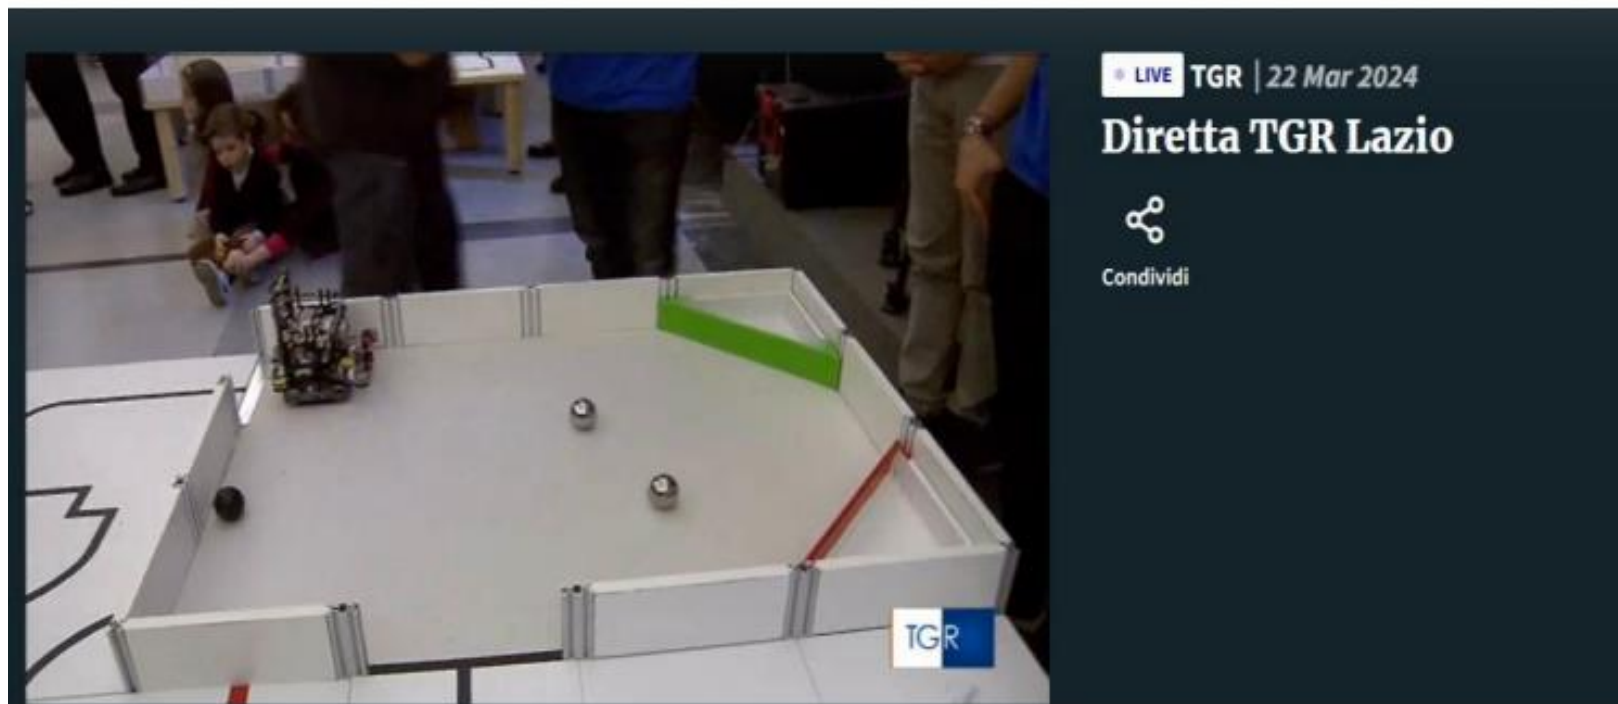 LIVE TGR | 22 Mar 2024
Diretta TGR Lazio
Condividi
TGR